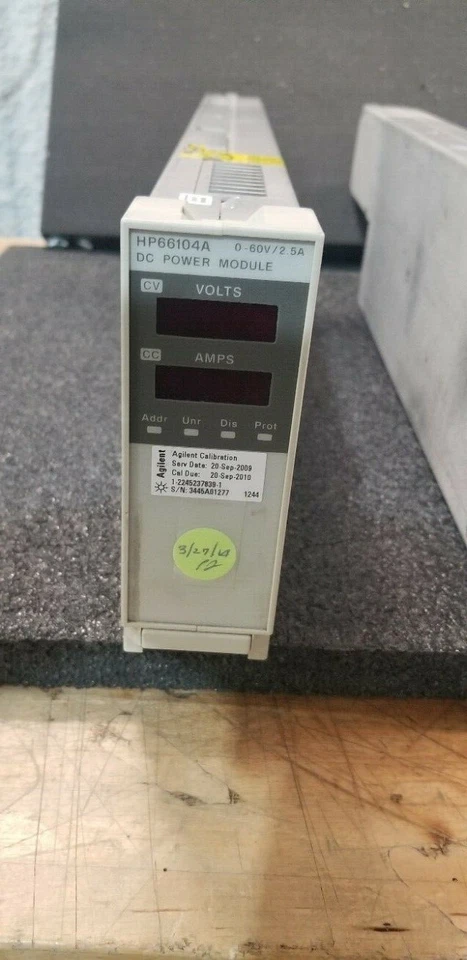 HP66104A 0-60V/2.5A
DC POWER MODULE
CV VOLTS
CC AMPS
Addr Unr Dis Prot
Agilent
Agilent Calibration
Serv Date: 20-Sep-2009
Cal Due: 20-Sep-2010
1-2245237839-1
S/N: 3445A01277 1244